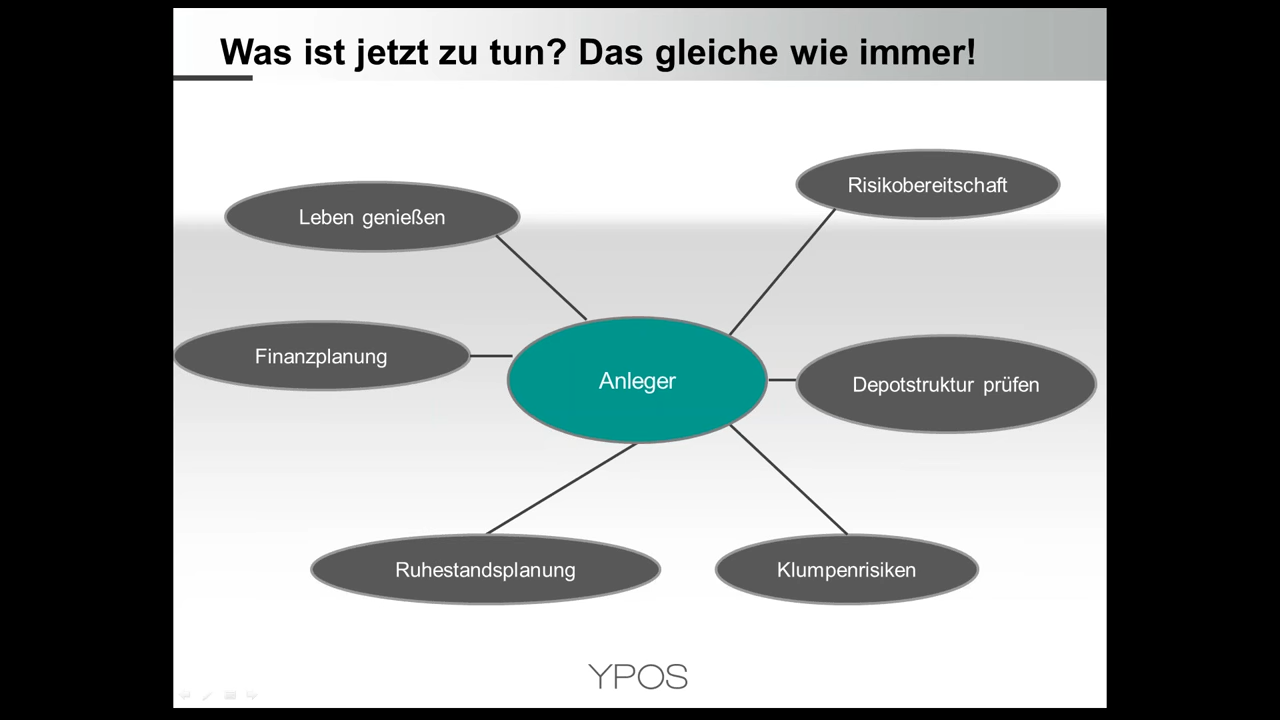 Was ist jetzt zu tun? Das gleiche wie immer!
Risikobereitschaft
Leben genießen
Finanzplanung
Anleger
Depotstruktur prüfen
Ruhestandsplanung
Klumpenrisiken
YPOS